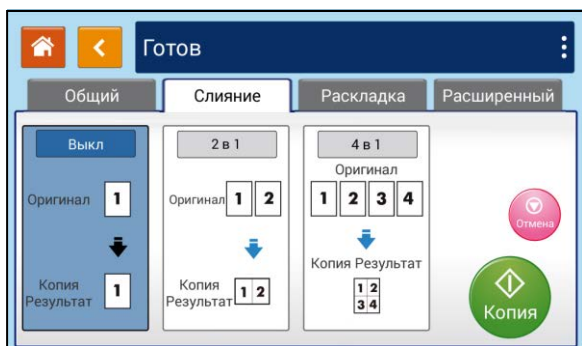 Готов
Общий Слияние Раскладка Расширенный
Выкл
Оригинал 1
Копия
Результат 1
2 в 1
Оригинал 1 2
Копия
Результат 1 2
4 в 1
Оригинал
1 2 3 4
Копия Результат
1 2
3 4
Отмена
Копия